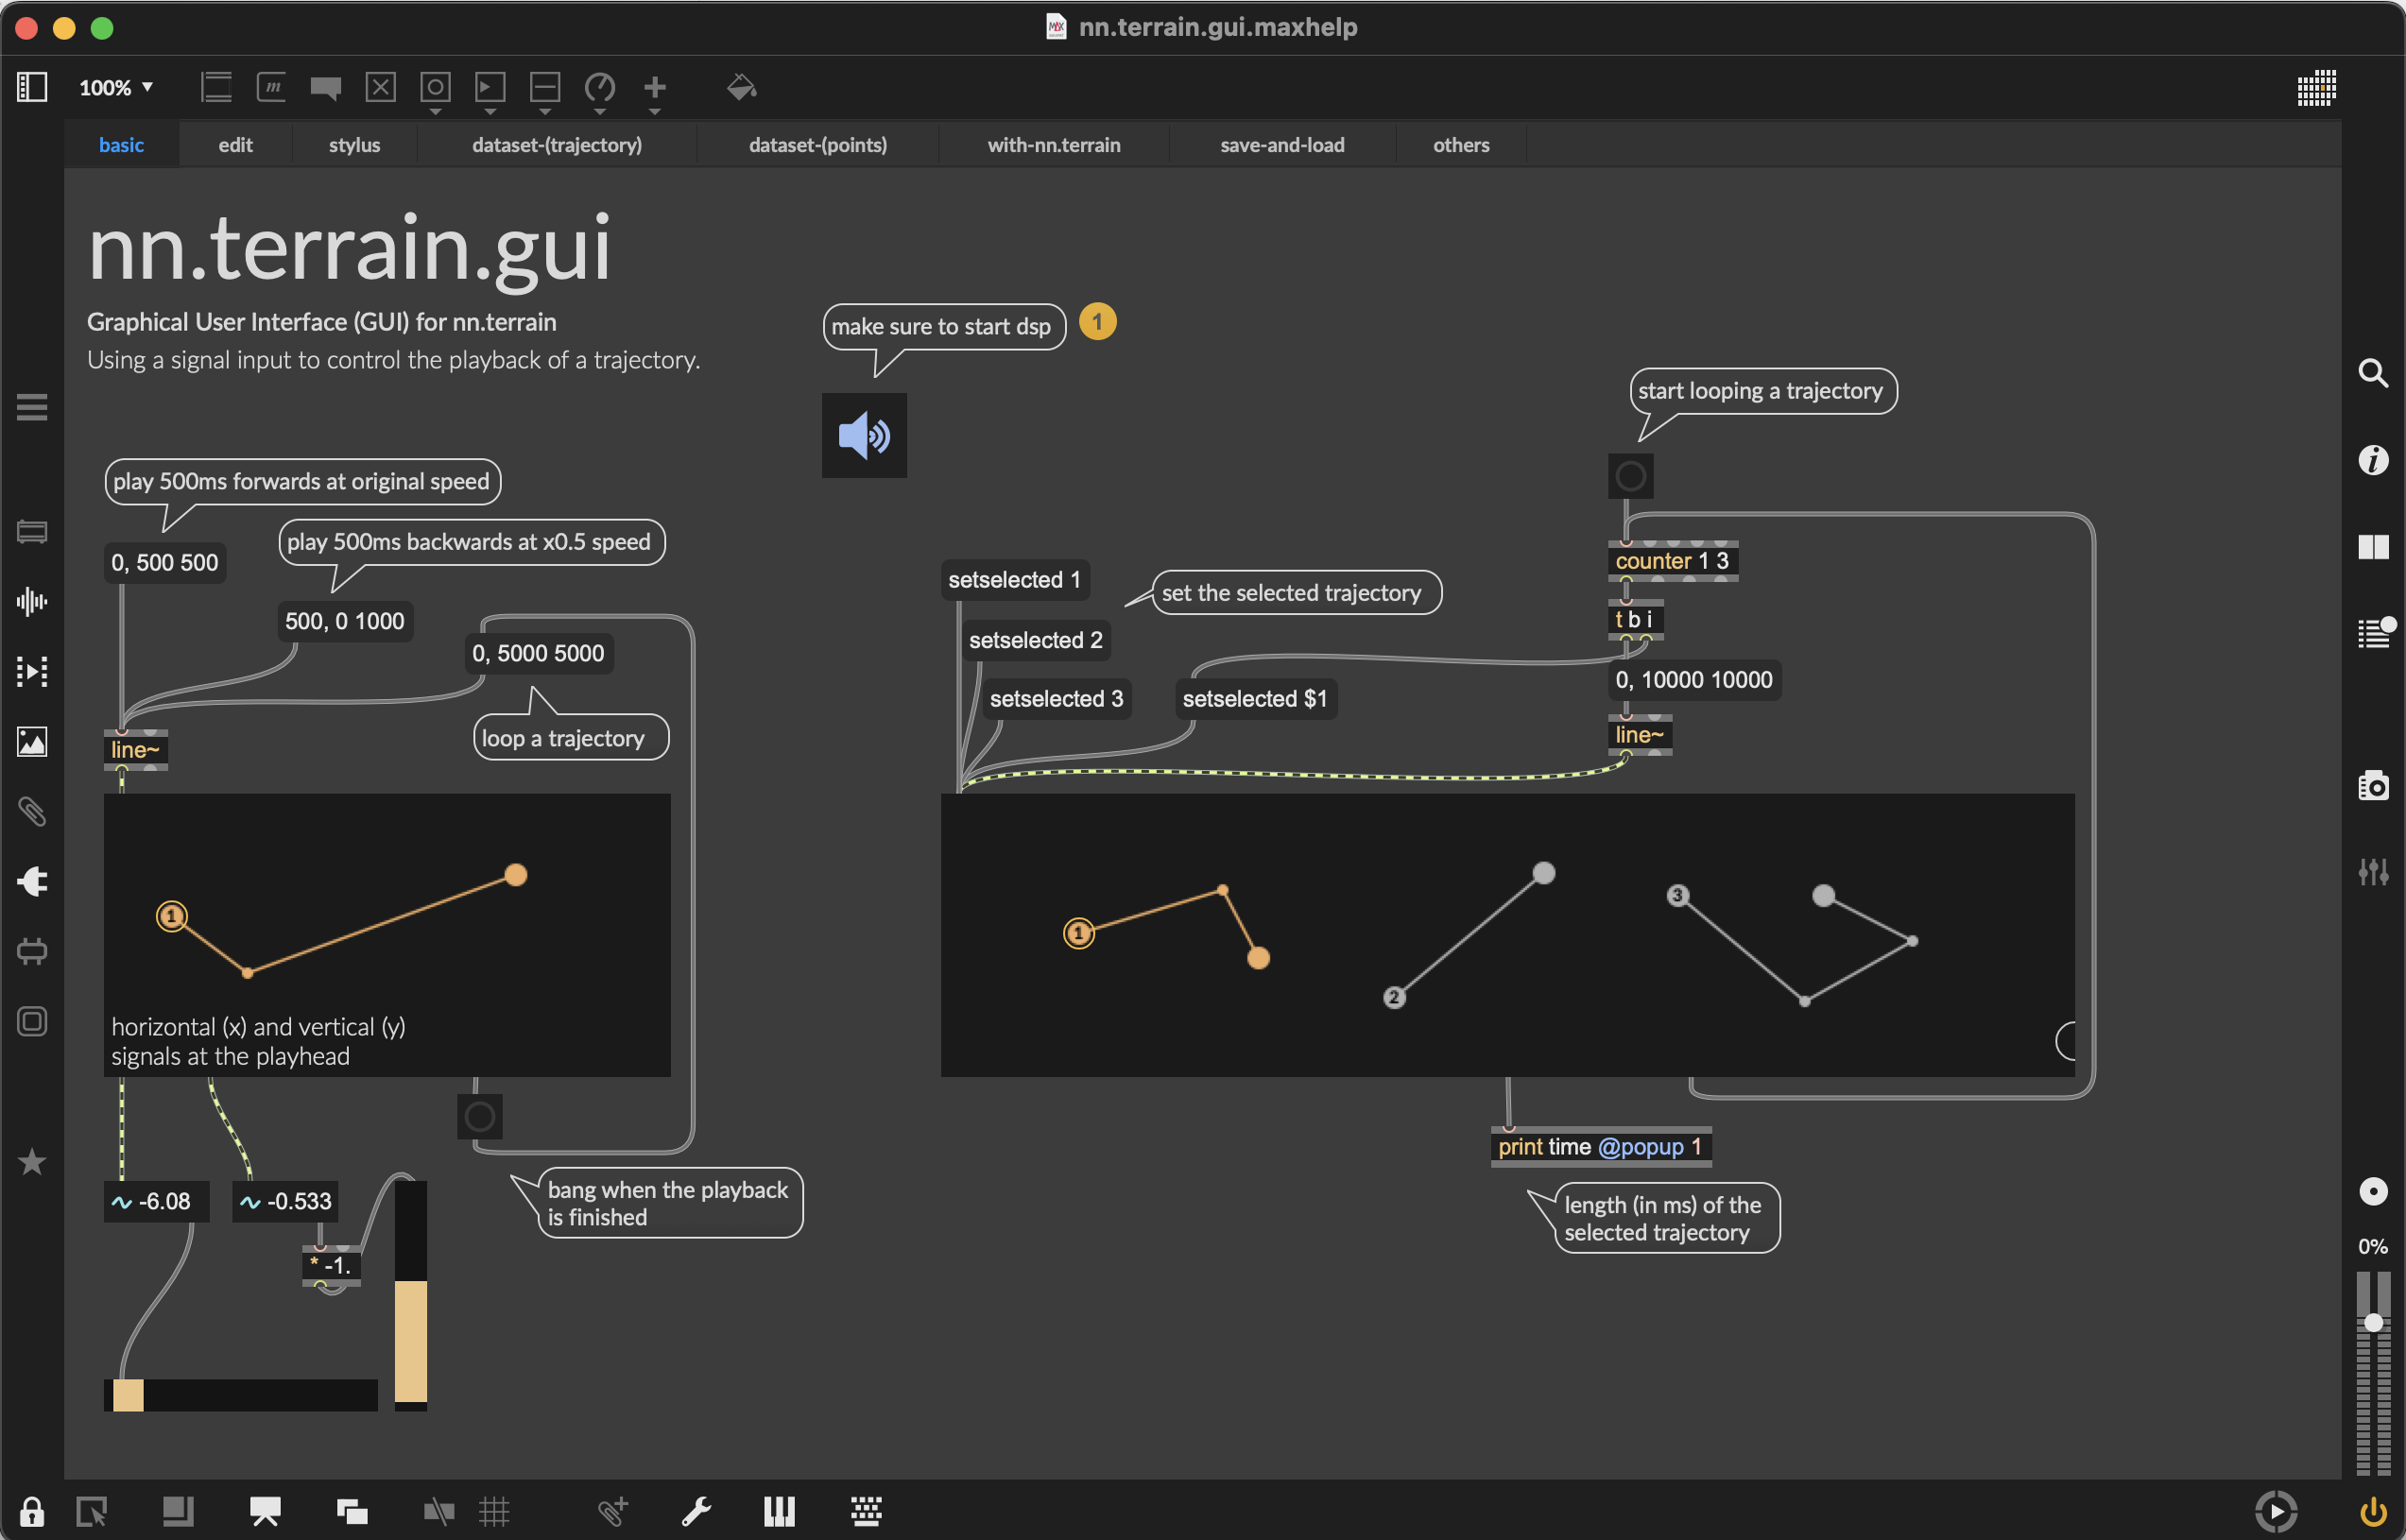 nn.terrain.gui.maxhelp
100%
basic
edit
stylus
dataset-(trajectory)
dataset-(points)
with-nn.terrain
save-and-load
others
nn.terrain.gui
Graphical User Interface (GUI) for nn.terrain
Using a signal input to control the playback of a trajectory.
make sure to start dsp
1
start looping a trajectory
play 500ms forwards at original speed
play 500ms backwards at x0.5 speed
0, 500 500
500, 0 1000
0, 5000 5000
loop a trajectory
line~
setselected 1
setselected 2
setselected 3
set the selected trajectory
setselected $1
counter 1 3
t b i
0, 10000 10000
line~
1
horizontal (x) and vertical (y)
signals at the playhead
1
2
3
bang when the playback
is finished
-6.08
-0.533
* -1.
print time @popup 1
length (in ms) of the
selected trajectory
0%